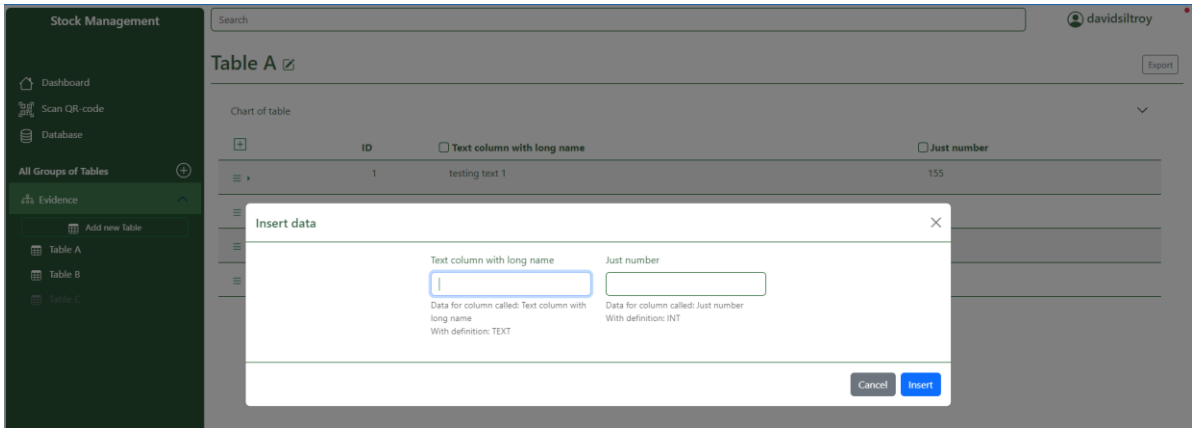 Stock Management
Search
davidsiltroy
Table A
Export
Dashboard
Scan QR-code
Database
All Groups of Tables
Evidence
Add new Table
Table A
Table B
Table C
Chart of table
ID Text column with long name Just number
1 testing text 1 155
Insert data
Text column with long name Just number
Data for column called: Text column with Data for column called: Just number
long name With definition: INT
With definition: TEXT
Cancel Insert